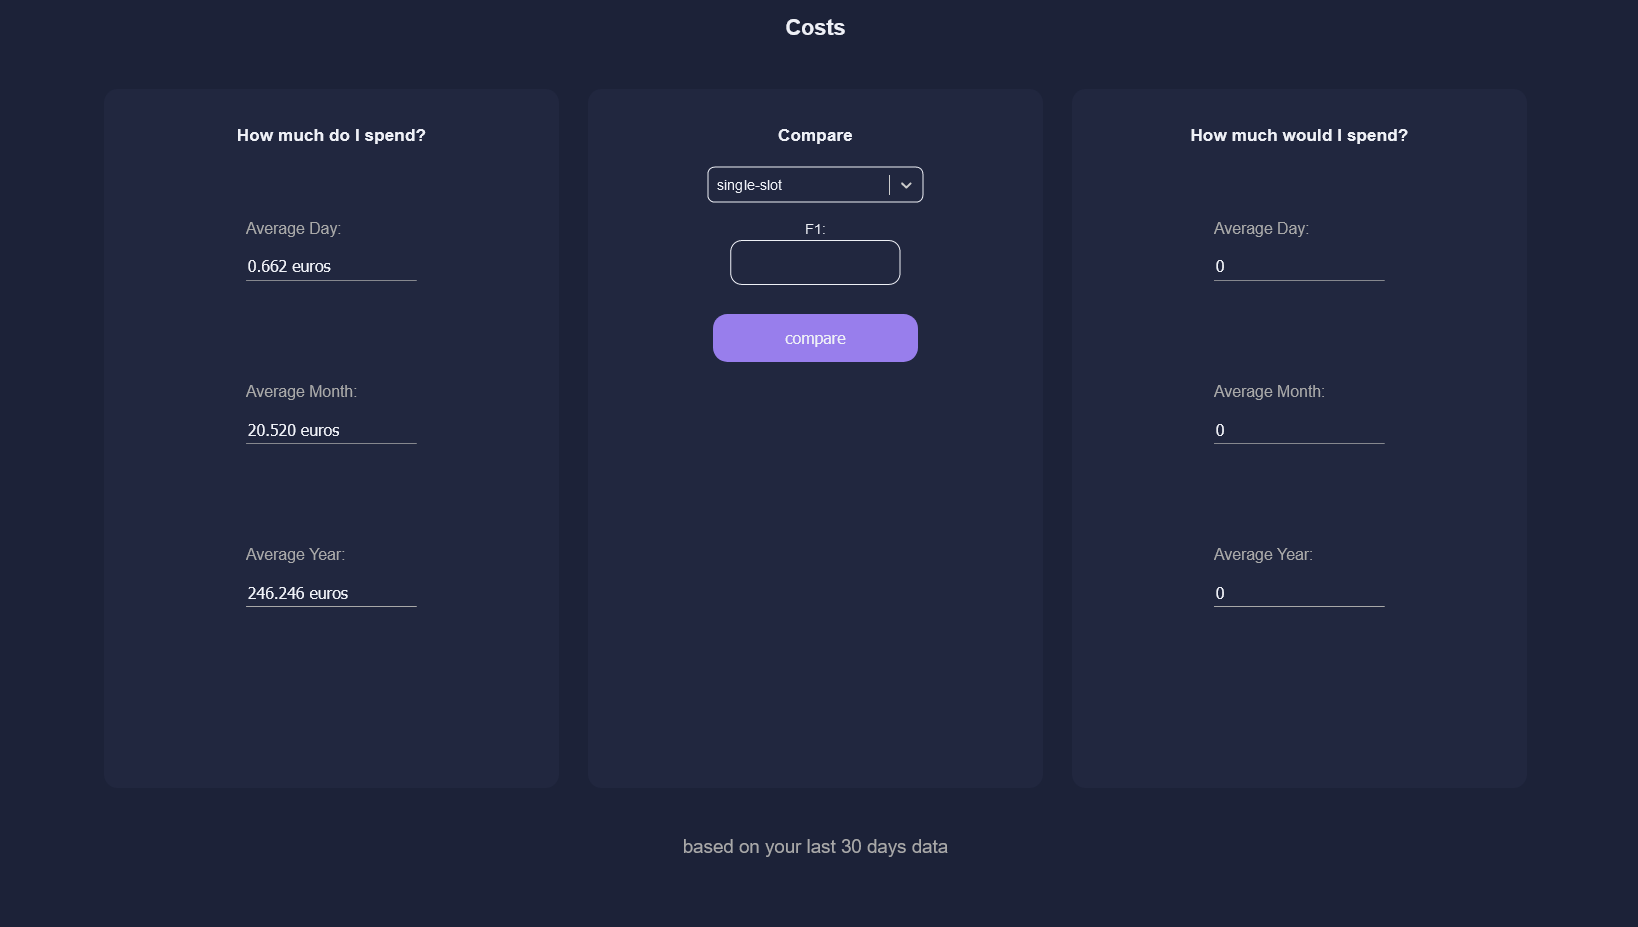 Costs
How much do I spend?
Average Day:
0.662 euros
Average Month:
20.520 euros
Average Year:
246.246 euros
Compare
single-slot
F1:
compare
How much would I spend?
Average Day:
0
Average Month:
0
Average Year:
0
based on your last 30 days data